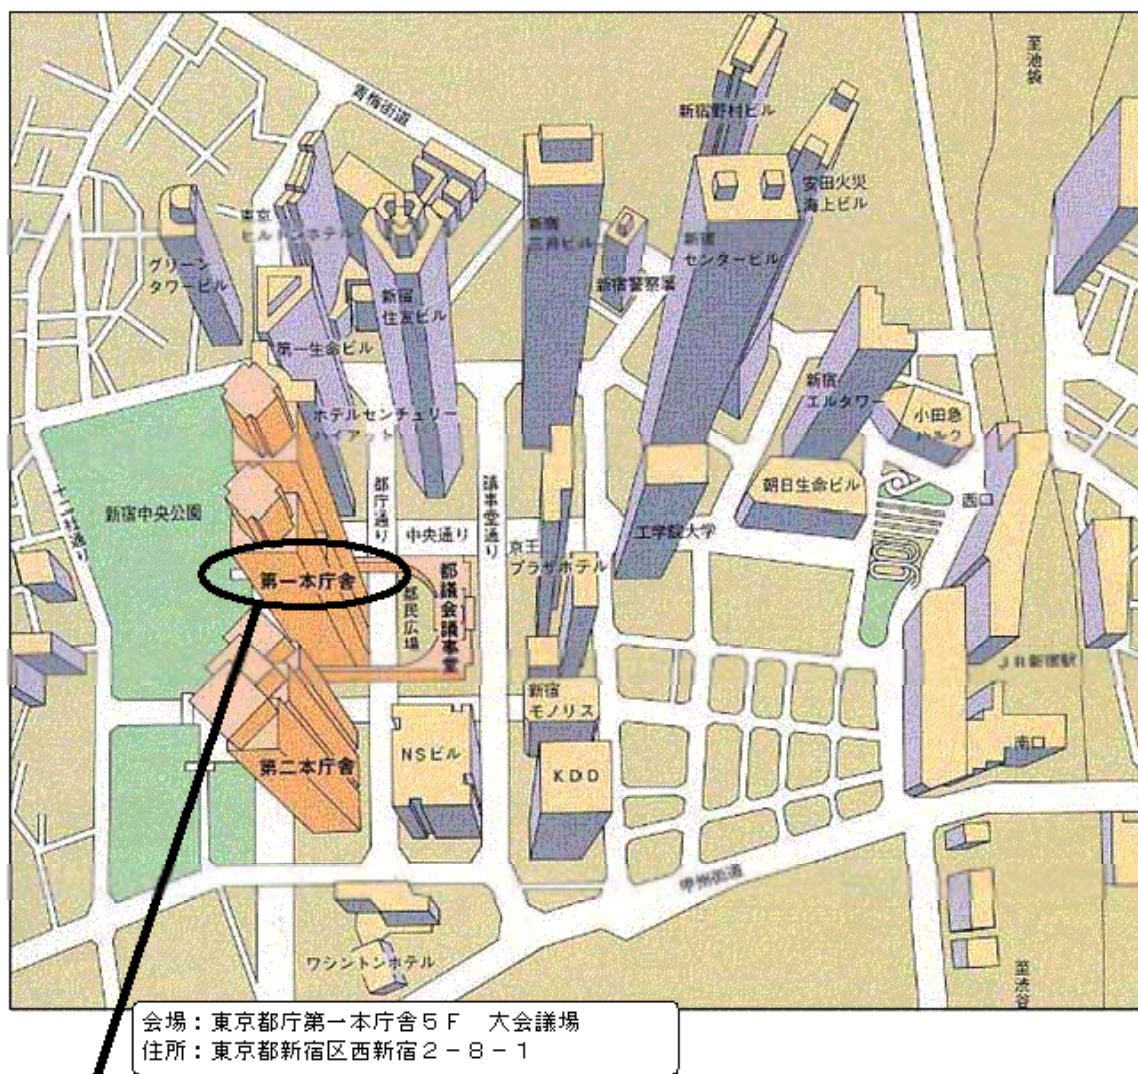 至池袋
青梅街道
新宿野村ビル
安田火災
海上ビル
東京
ヒルトンホテル
新宿
三井ビル
新宿
センタービル
グリーン
タワービル
新宿警察署
新宿
住友ビル
第一生命ビル
新宿
エルタワー
小田急
ハルク
ホテルセンチュリー
ハイアット
都庁通り
議事堂通り
朝日生命ビル
西口
新宿中央公園
十二社通り
中央通り
京王
プラザホテル
工学院大学
第一本庁舎
都民広場
都議会議事堂
JR新宿駅
新宿
モノリス
南口
NSビル
第二本庁舎
KDD
甲州街道
ワシントンホテル
至渋谷
会場：東京都庁第一本庁舎5F　大会議場
住所：東京都新宿区西新宿2-8-1